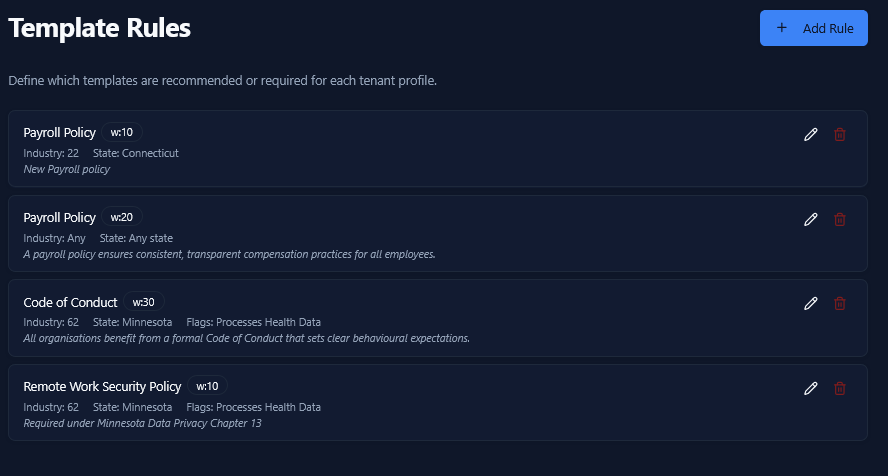 Template Rules
+ Add Rule
Define which templates are recommended or required for each tenant profile.
Payroll Policy w:10
Industry: 22 State: Connecticut
New Payroll policy
Payroll Policy w:20
Industry: Any State: Any state
A payroll policy ensures consistent, transparent compensation practices for all employees.
Code of Conduct w:30
Industry: 62 State: Minnesota Flags: Processes Health Data
All organisations benefit from a formal Code of Conduct that sets clear behavioural expectations.
Remote Work Security Policy w:10
Industry: 62 State: Minnesota Flags: Processes Health Data
Required under Minnesota Data Privacy Chapter 13